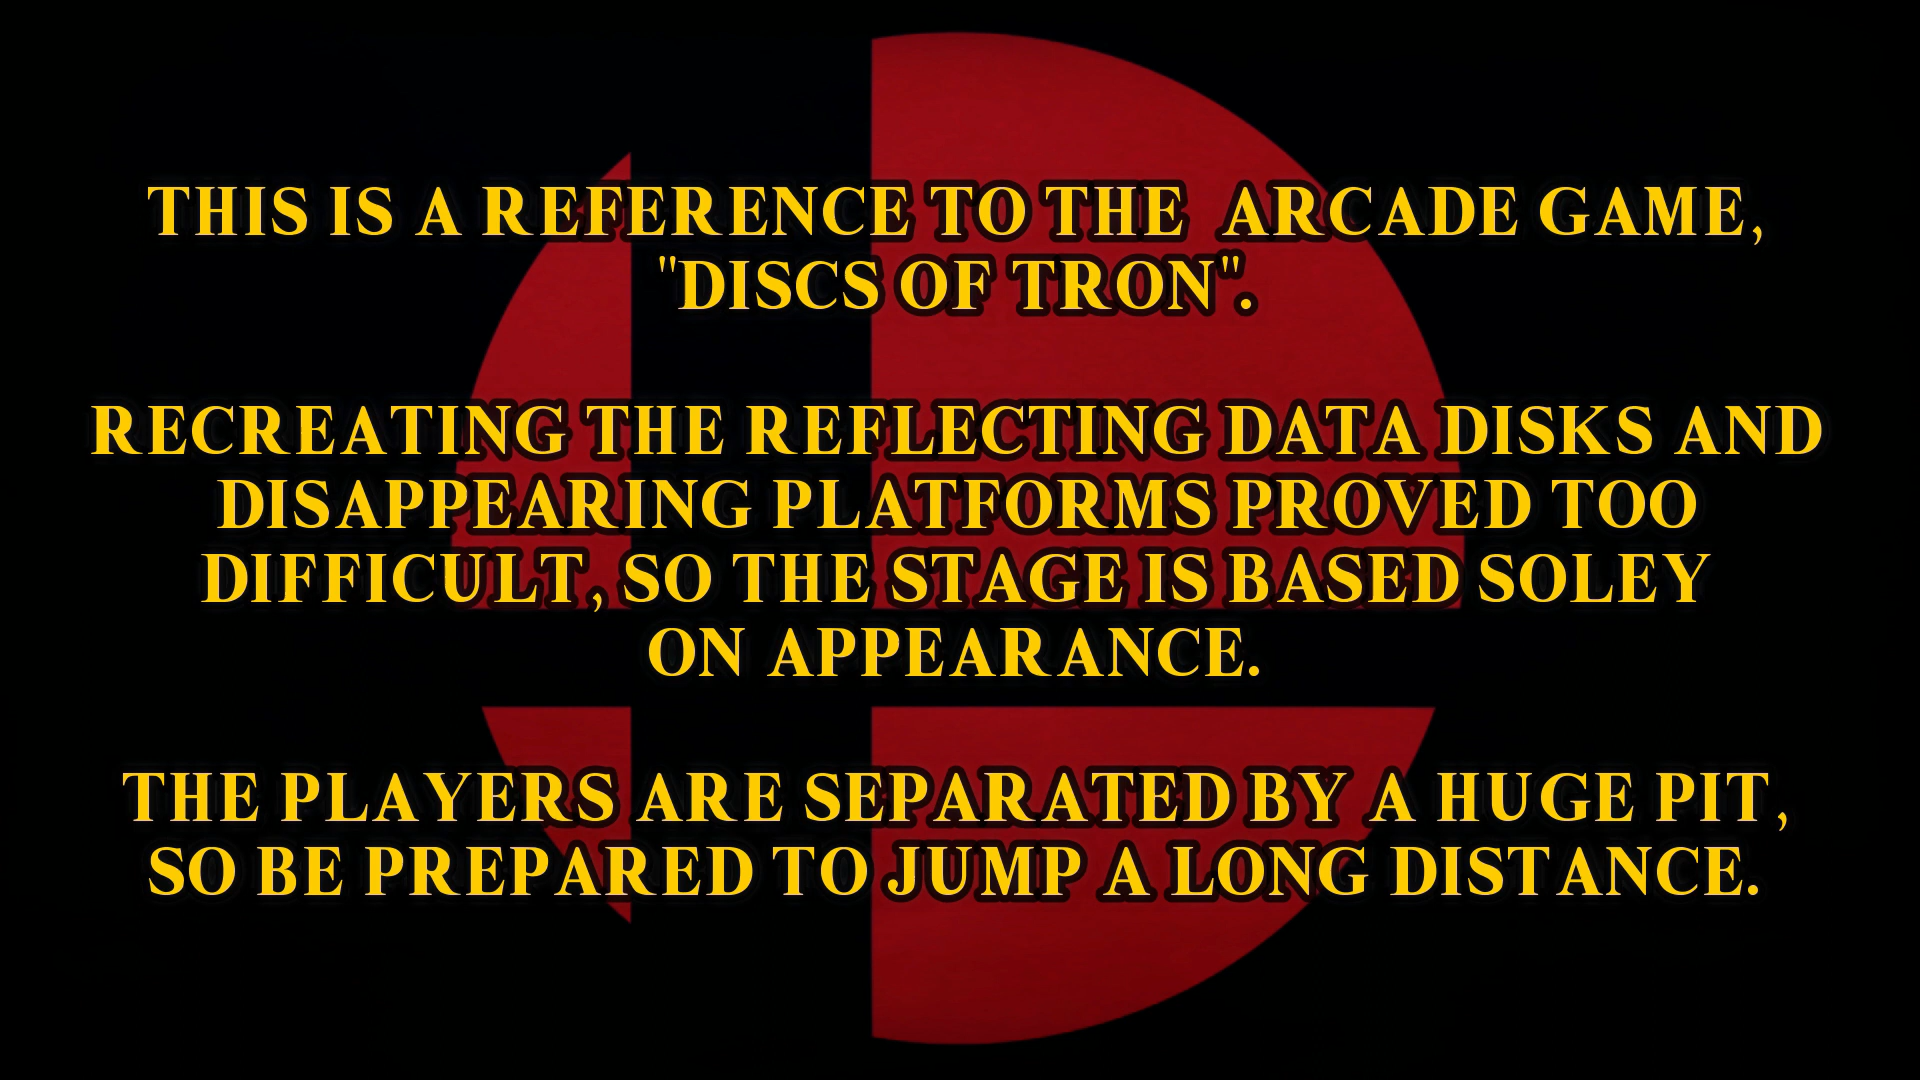 THIS IS A REFERENCE TO THE ARCADE GAME,
"DISCS OF TRON".
RECREATING THE REFLECTING DATA DISKS AND
DISAPPEARING PLATFORMS PROVED TOO
DIFFICULT, SO THE STAGE IS BASED SOLEY
ON APPEARANCE.
THE PLAYERS ARE SEPARATED BY A HUGE PIT,
SO BE PREPARED TO JUMP A LONG DISTANCE.